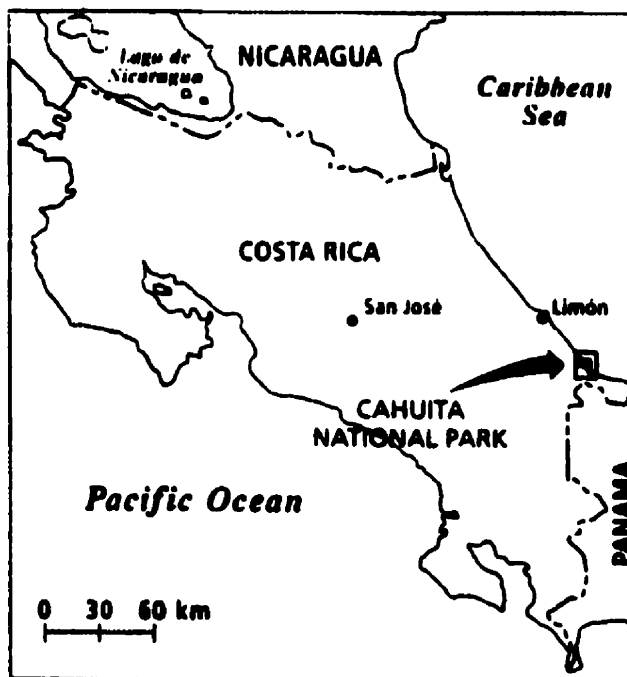 Lago de
Nicaragua
NICARAGUA
Caribbean
Sea
COSTA RICA
San José
Limón
CAHUITA
NATIONAL PARK
Pacific Ocean
PANAMA
0 30 60 km